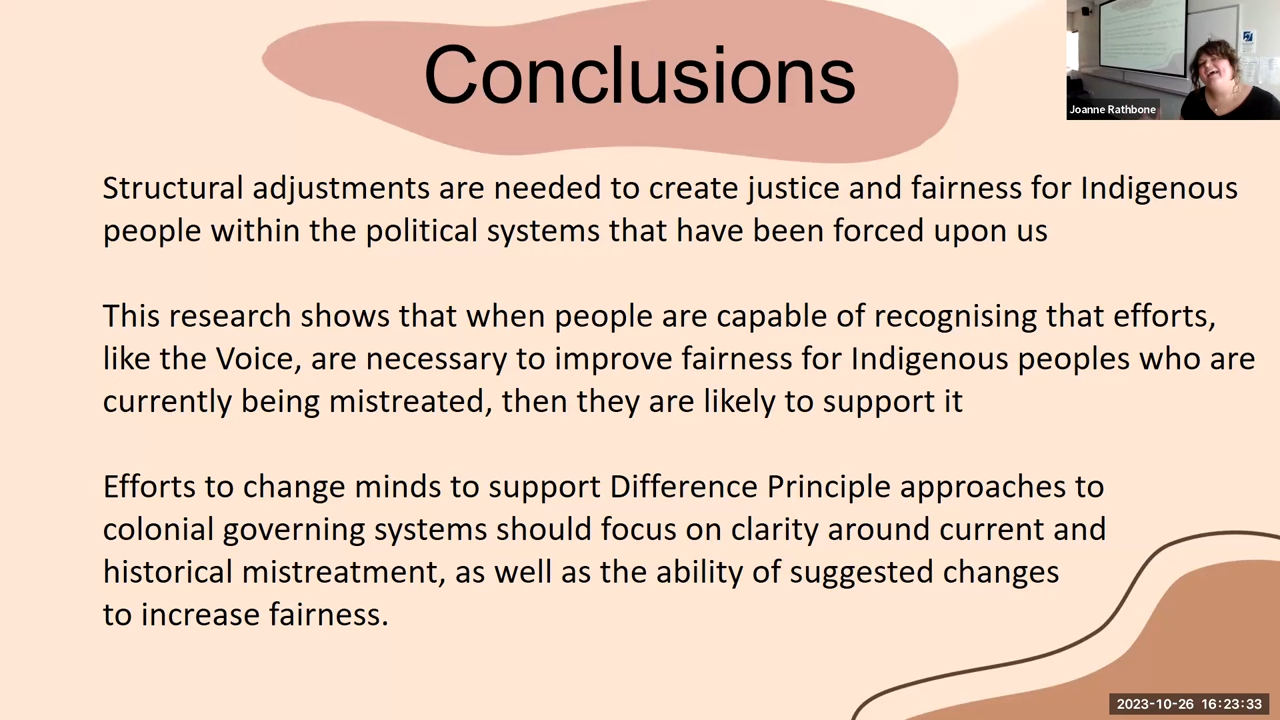 Conclusions
Joanne Rathbone
Structural adjustments are needed to create justice and fairness for Indigenous
people within the political systems that have been forced upon us
This research shows that when people are capable of recognising that efforts,
like the Voice, are necessary to improve fairness for Indigenous peoples who are
currently being mistreated, then they are likely to support it
Efforts to change minds to support Difference Principle approaches to
colonial governing systems should focus on clarity around current and
historical mistreatment, as well as the ability of suggested changes
to increase fairness.
2023-10-26 16:23:33